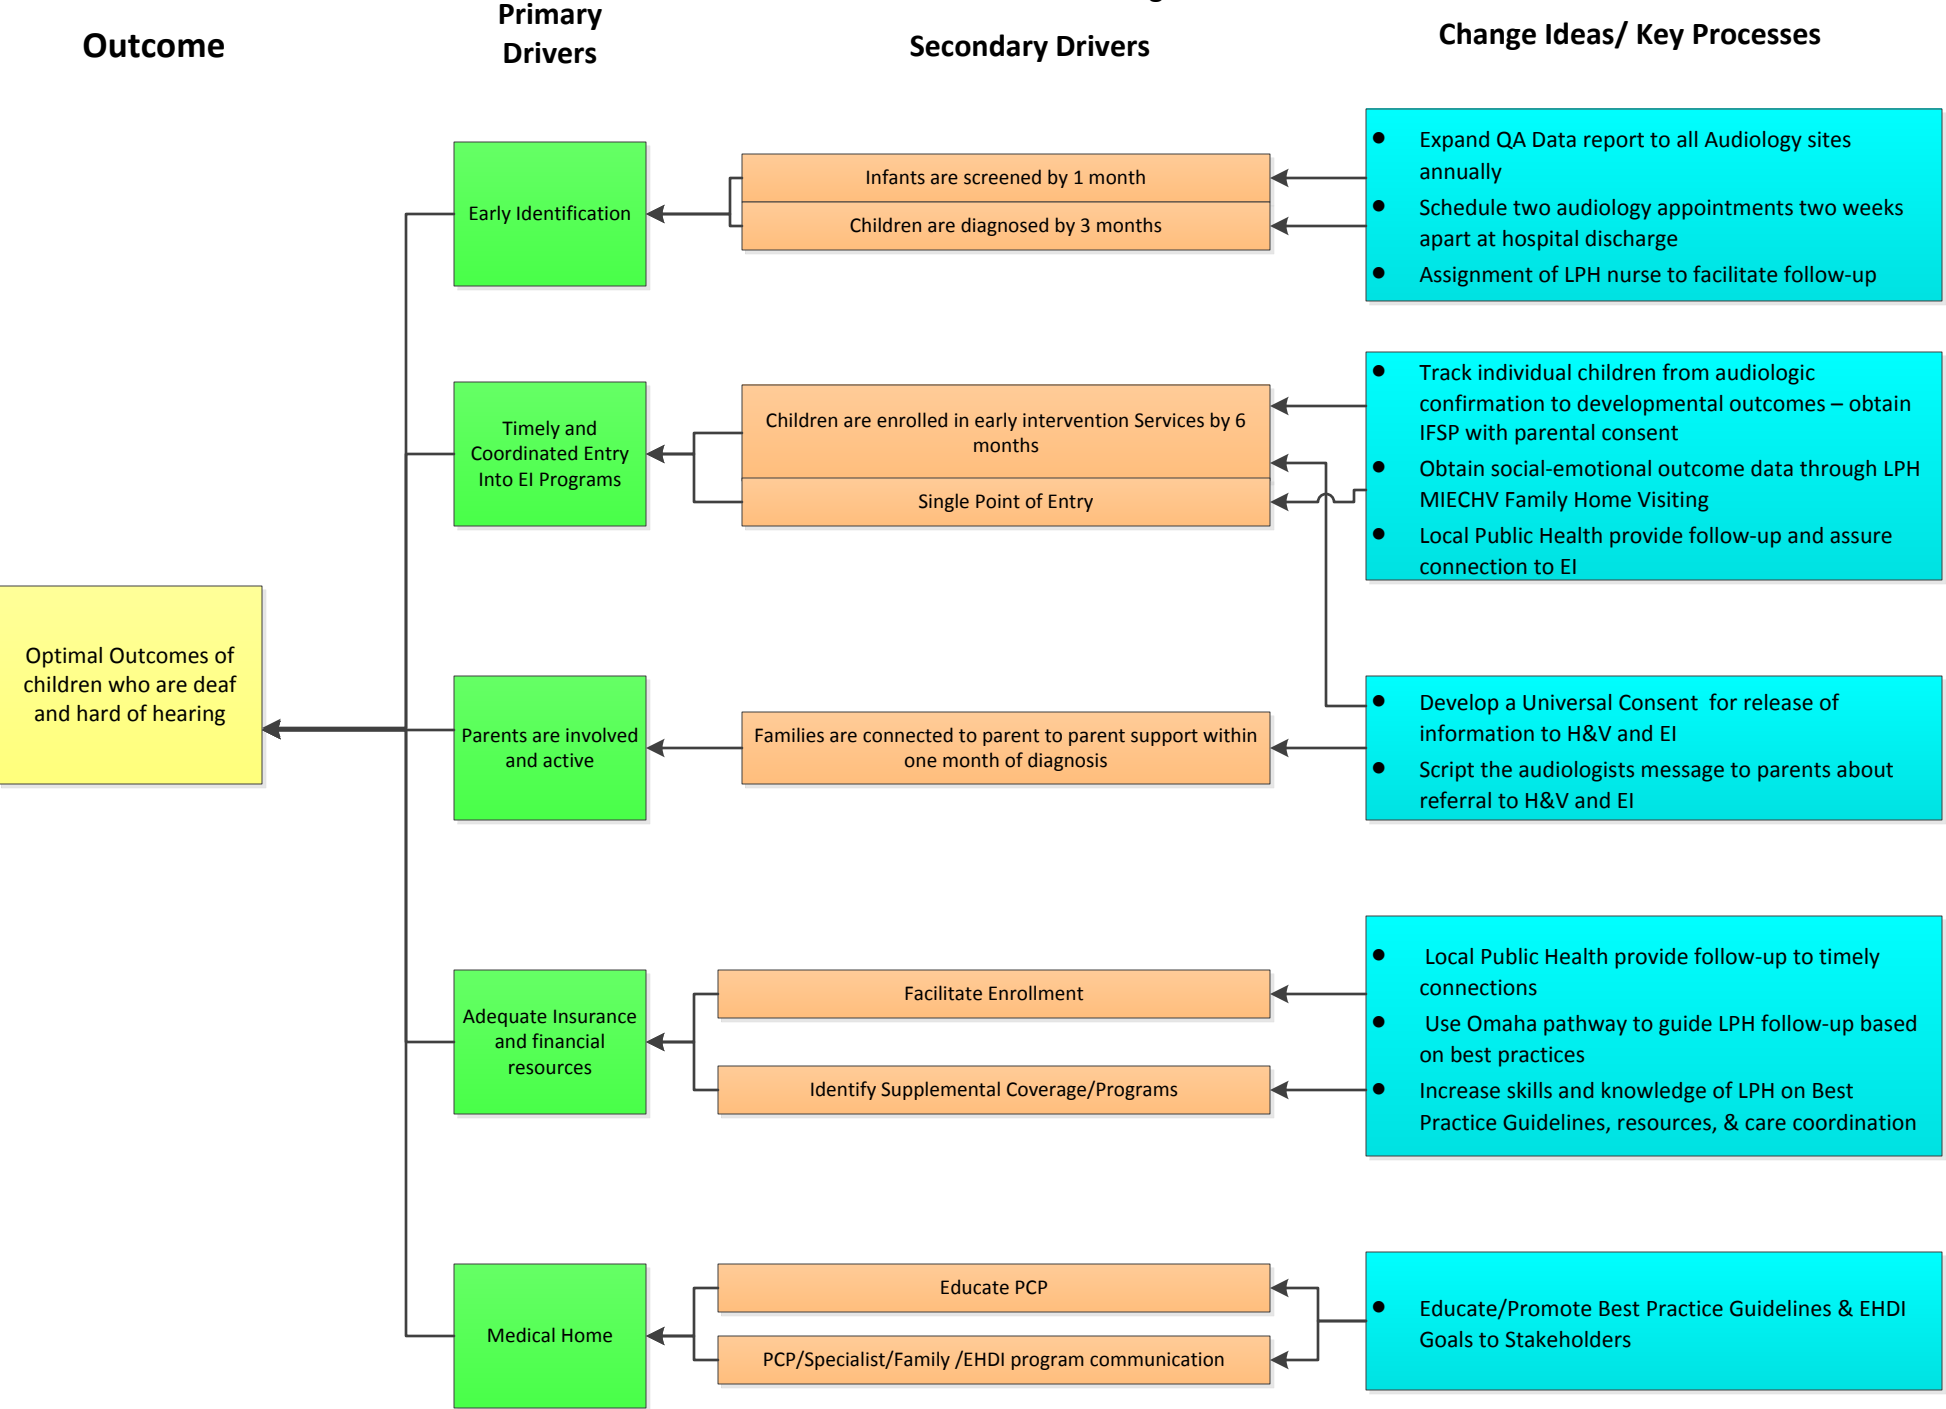 Outcome
Primary
Drivers
Secondary Drivers
Change Ideas/ Key Processes
Optimal Outcomes of
children who are deaf
and hard of hearing
Early Identification
Infants are screened by 1 month
Children are diagnosed by 3 months
● Expand QA Data report to all Audiology sites
annually
● Schedule two audiology appointments two weeks
apart at hospital discharge
● Assignment of LPH nurse to facilitate follow-up
Timely and
Coordinated Entry
Into EI Programs
Children are enrolled in early intervention Services by 6
months
Single Point of Entry
● Track individual children from audiologic
confirmation to developmental outcomes – obtain
IFSP with parental consent
● Obtain social-emotional outcome data through LPH
MIECHV Family Home Visiting
● Local Public Health provide follow-up and assure
connection to EI
Parents are involved
and active
Families are connected to parent to parent support within
one month of diagnosis
● Develop a Universal Consent  for release of
information to H&V and EI
● Script the audiologists message to parents about
referral to H&V and EI
Adequate Insurance
and financial
resources
Facilitate Enrollment
Identify Supplemental Coverage/Programs
● Local Public Health provide follow-up to timely
connections
● Use Omaha pathway to guide LPH follow-up based
on best practices
● Increase skills and knowledge of LPH on Best
Practice Guidelines, resources, & care coordination
Medical Home
Educate PCP
PCP/Specialist/Family /EHDI program communication
● Educate/Promote Best Practice Guidelines & EHDI
Goals to Stakeholders